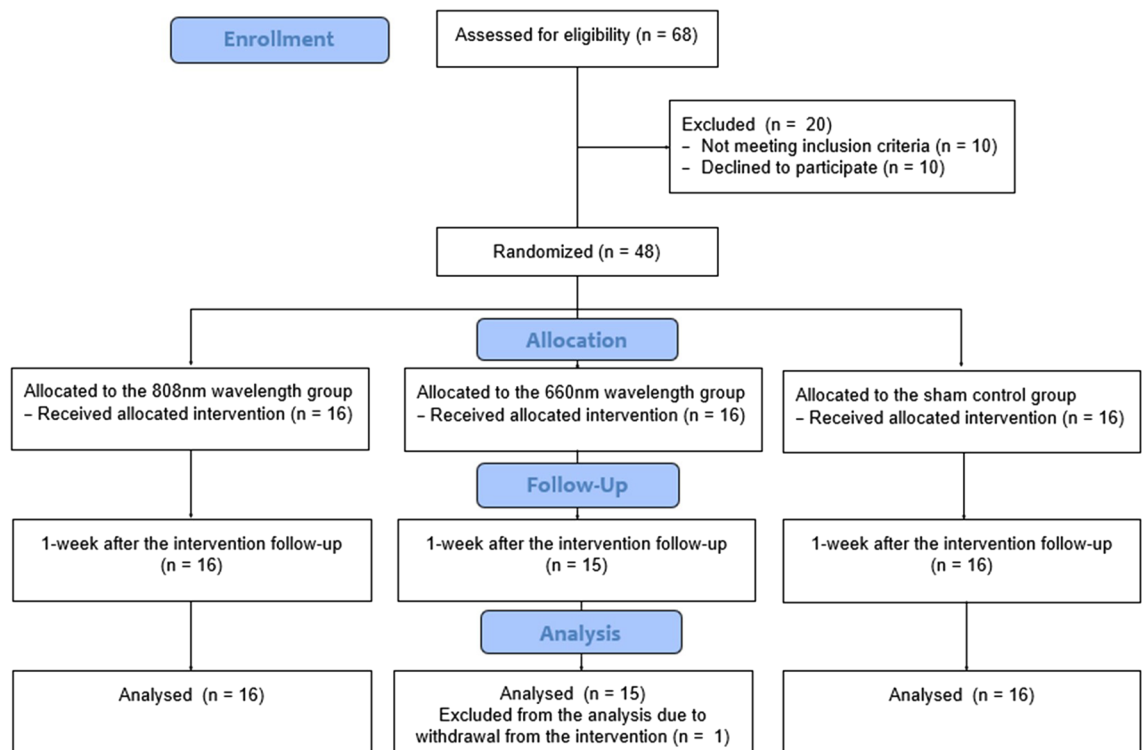 Enrollment
Assessed for eligibility (n = 68)
Excluded (n = 20)
– Not meeting inclusion criteria (n = 10)
– Declined to participate (n = 10)
Randomized (n = 48)
Allocation
Allocated to the 808nm wavelength group
– Received allocated intervention (n = 16)
Allocated to the 660nm wavelength group
– Received allocated intervention (n = 16)
Allocated to the sham control group
– Received allocated intervention (n = 16)
Follow-Up
1-week after the intervention follow-up
(n = 16)
1-week after the intervention follow-up
(n = 15)
1-week after the intervention follow-up
(n = 16)
Analysis
Analysed (n = 16)
Analysed (n = 15)
Excluded from the analysis due to
withdrawal from the intervention (n = 1)
Analysed (n = 16)